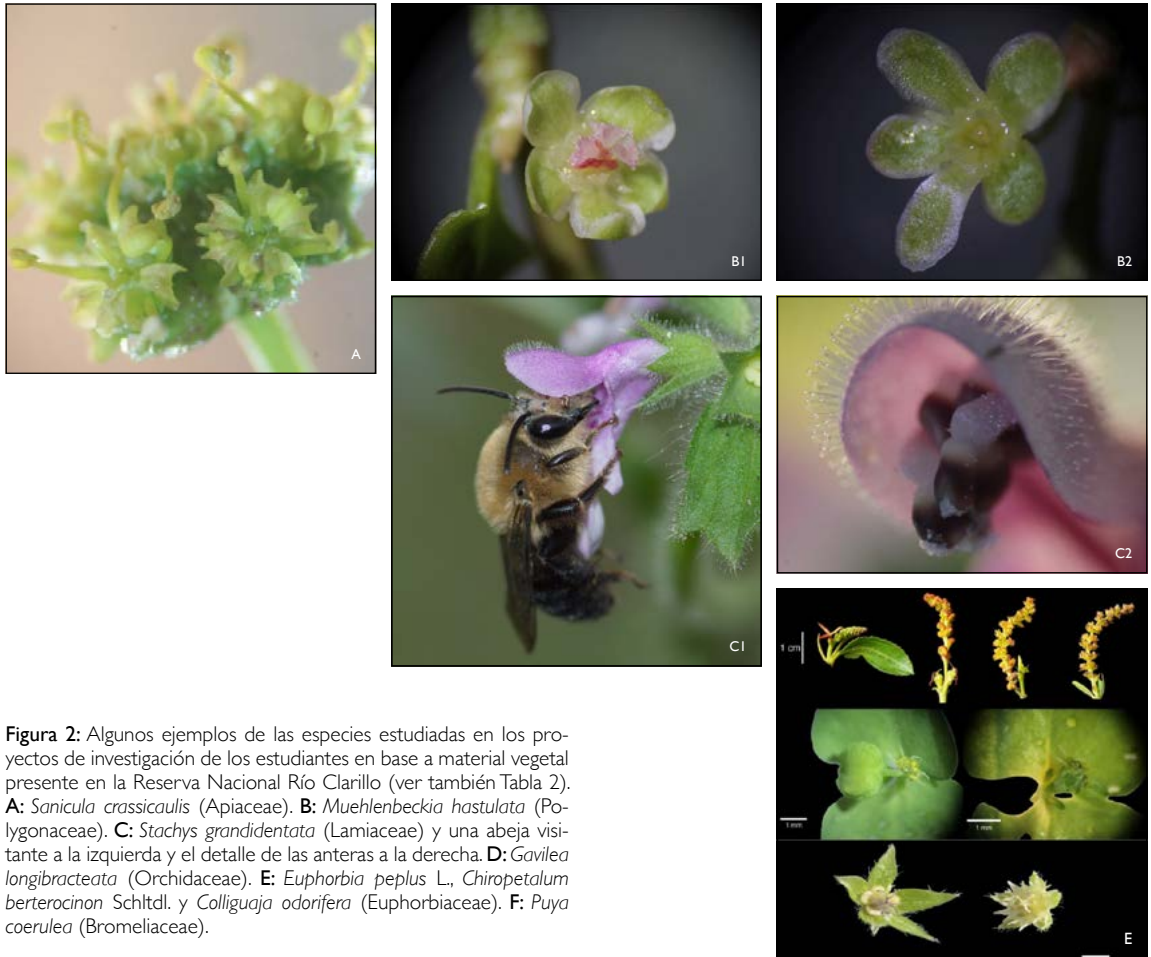 A
B1
B2
C1
C2
1 cm
1 mm
1 mm
E
Figura 2: Algunos ejemplos de las especies estudiadas en los pro-
yectos de investigación de los estudiantes en base a material vegetal
presente en la Reserva Nacional Río Clarillo (ver también Tabla 2).
A: Sanicula crassicaulis (Apiaceae). B: Muehlenbeckia hastulata (Po-
lygonaceae). C: Stachys grandidentata (Lamiaceae) y una abeja visi-
tante a la izquierda y el detalle de las anteras a la derecha. D: Gavilea
longibracteata (Orchidaceae). E: Euphorbia peplus L., Chiropetalum
berterocinon Schltdl. y Colliguaja odorifera (Euphorbiaceae). F: Puya
coerulea (Bromeliaceae).